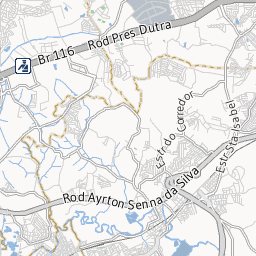 Br 116 Rod Pres Dutra
Estr do Corredor
Estr Sta Isabel
Rod Ayrton Senna da Silva